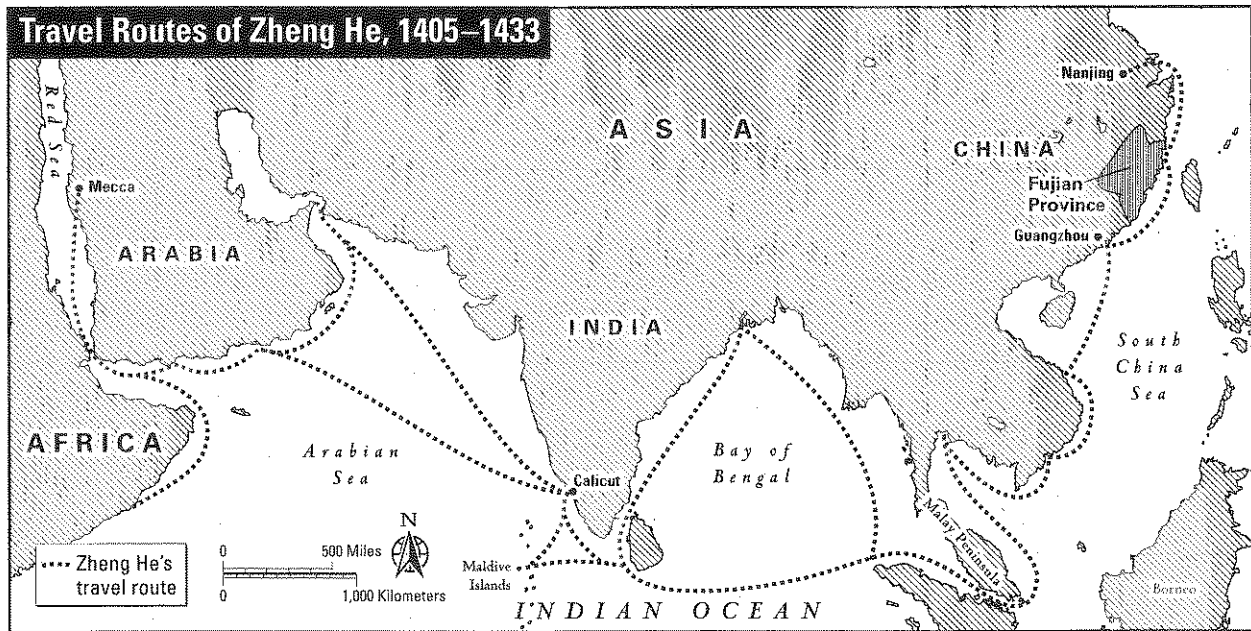 Travel Routes of Zheng He, 1405–1433
Red Sea
Mecca
ARABIA
AFRICA
Arabian
Sea
ASIA
INDIA
Calicut
Maldive
Islands
Bay of
Bengal
INDIAN OCEAN
Nanjing
CHINA
Fujian
Province
Guangzhou
South
China
Sea
Malay Peninsula
Borneo
N
0 500 Miles
0 1,000 Kilometers
Zheng He's
travel route